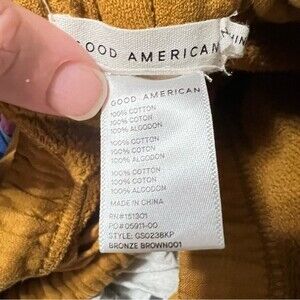 GOOD AMERICAN
GOOD AMERICAN
100% COTTON
100% COTON
100% ALGODON
100% COTTON
100% COTON
100% ALGODON
100% COTTON
100% COTON
100% ALGODON
MADE IN CHINA
RN#151301
PO#05911-00
STYLE: GS0238KP
BRONZE BROWN001